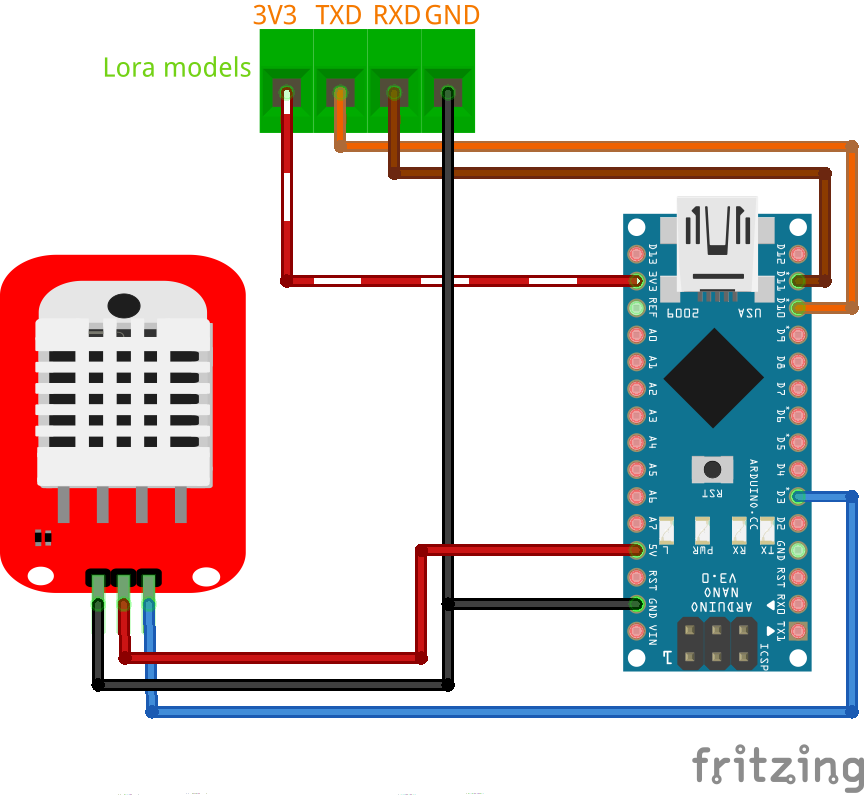 3V3 TXD RXD GND
Lora models
D13
3V3
REF
A0
A1
A2
A3
A4
A5
A6
A7
5V
RST
GND
VIN
D12
D11
D10
D9
D8
D7
D6
D5
D4
D3
D2
GND
RST
RXD
TX1
2009
USA
RST
ARDUINO.CC
L
PWR
RX
TX
ARDUINO
NANO
V3.0
ICSP
1
fritzing